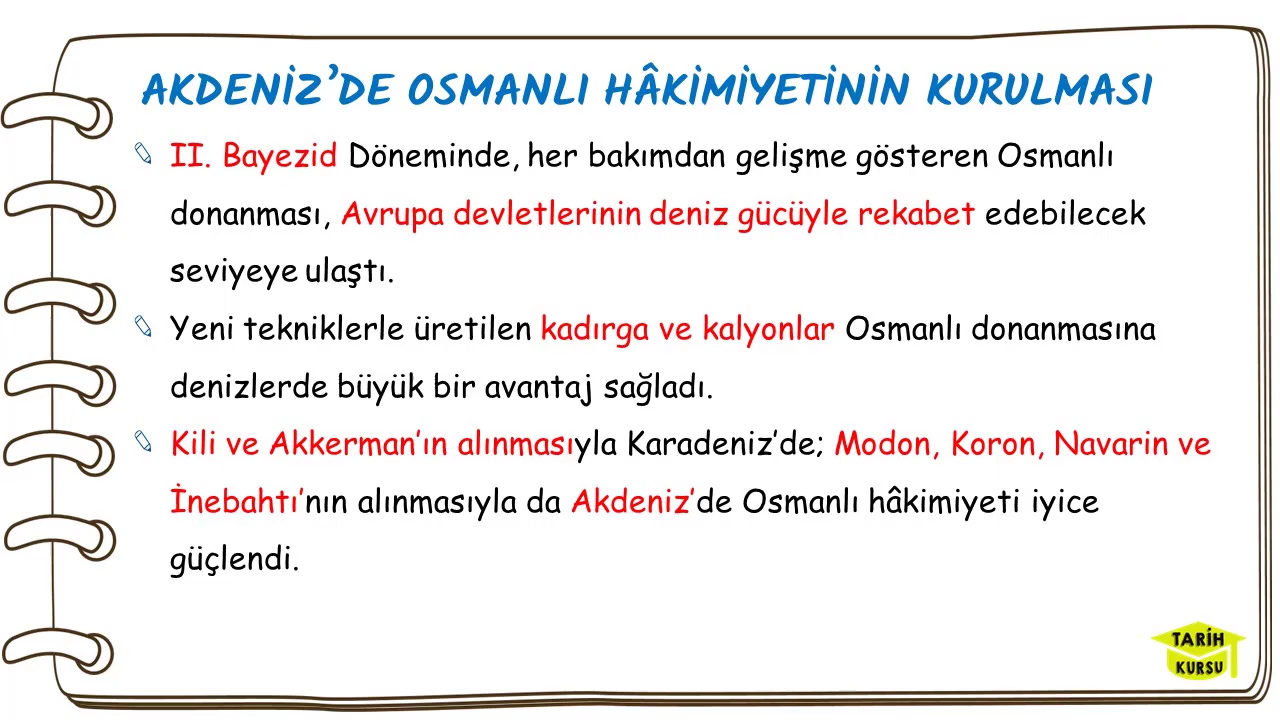 AKDENİZ’DE OSMANLI HÂKİMİYETİNİN KURULMASI
II. Bayezid Döneminde, her bakımdan gelişme gösteren Osmanlı
donanması, Avrupa devletlerinin deniz gücüyle rekabet edebilecek
seviyeye ulaştı.
Yeni tekniklerle üretilen kadırga ve kalyonlar Osmanlı donanmasına
denizlerde büyük bir avantaj sağladı.
Kili ve Akkerman’ın alınmasıyla Karadeniz’de; Modon, Koron, Navarin ve
İnebahtı’nın alınmasıyla da Akdeniz’de Osmanlı hâkimiyeti iyice
güçlendi.
TARİH
KURSU